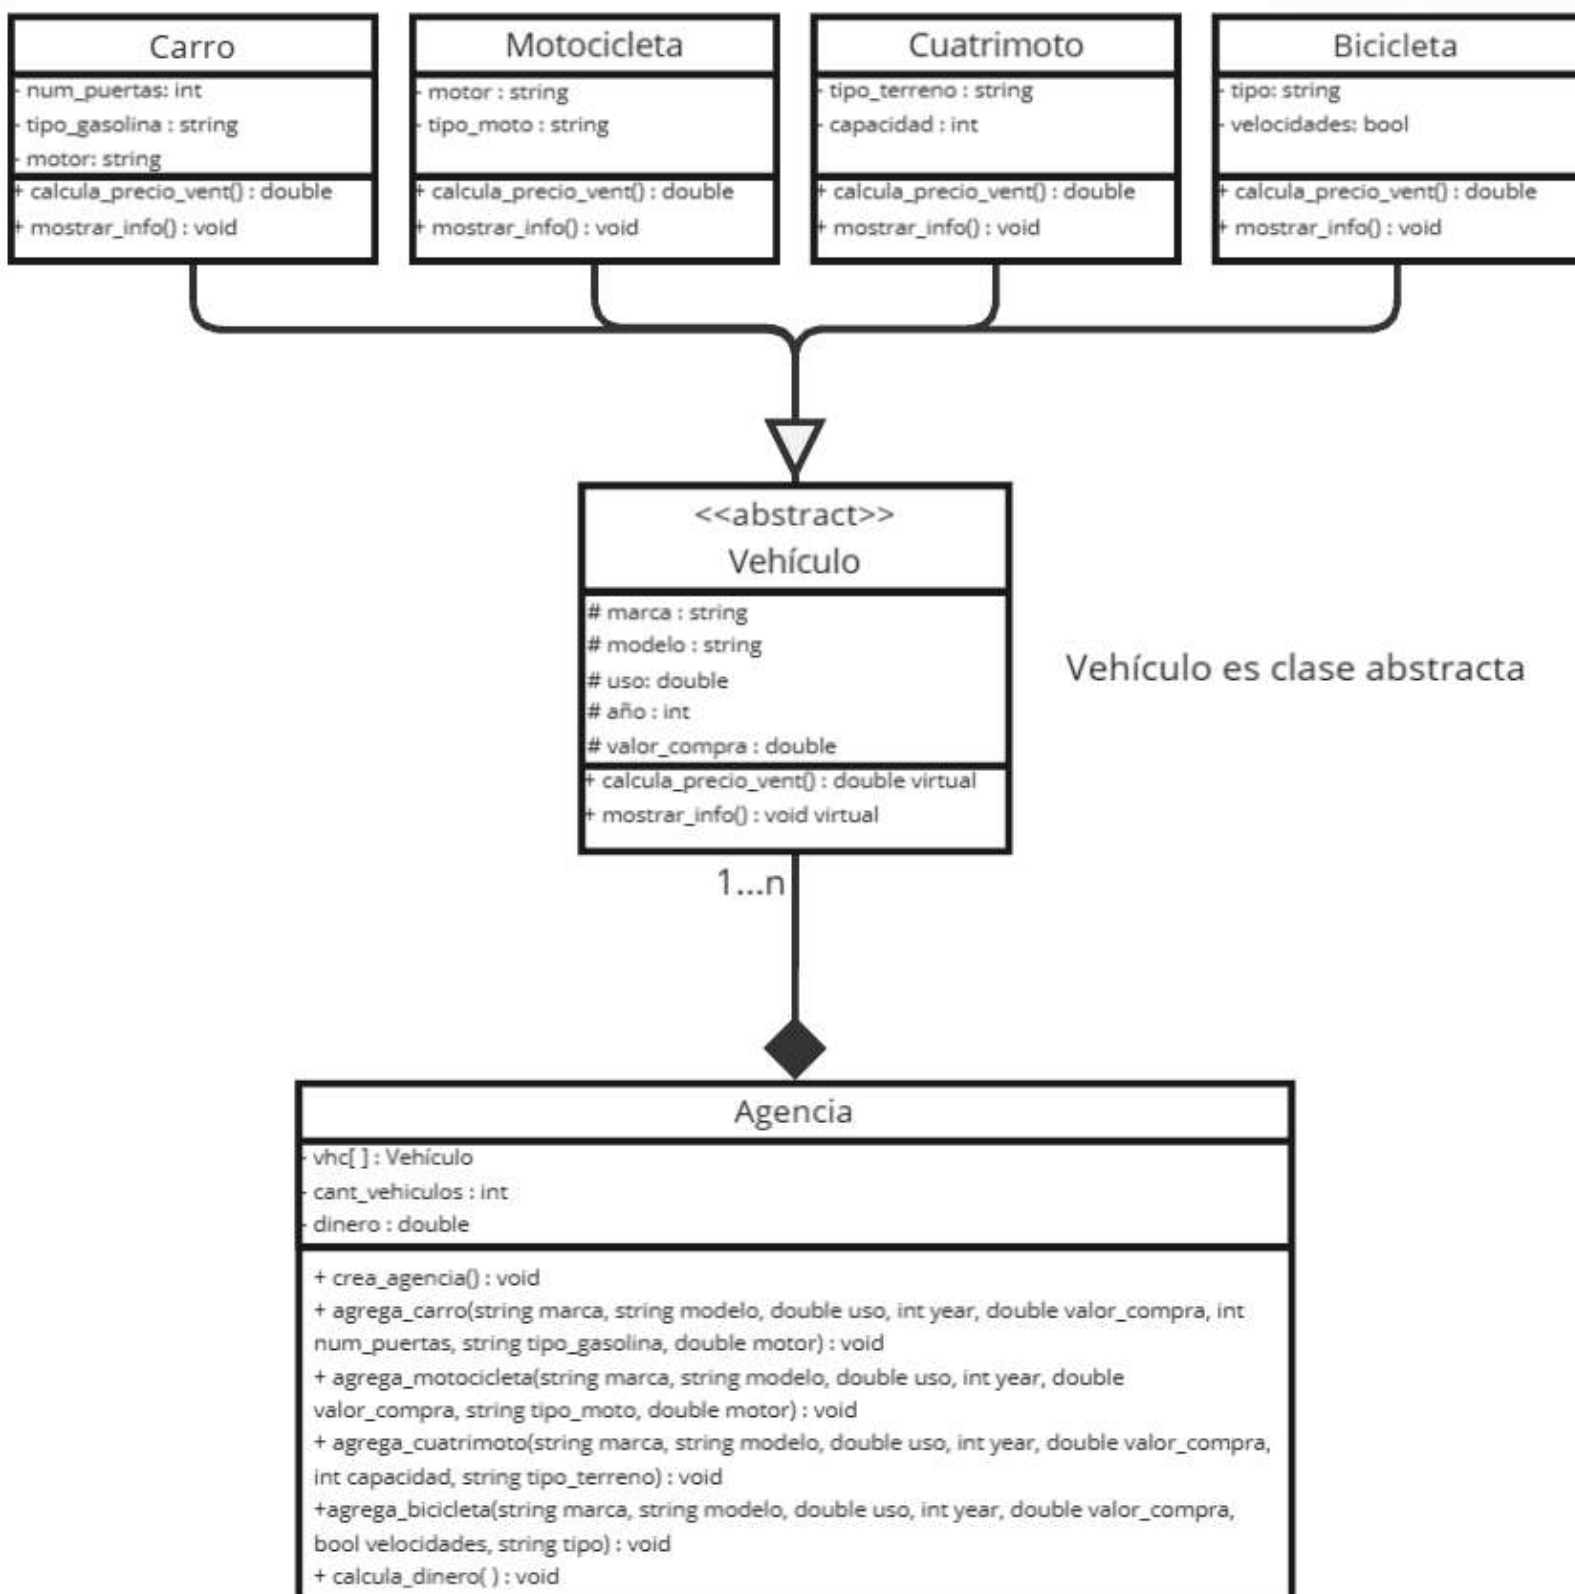 Carro
- num_puertas: int
- tipo_gasolina : string
- motor: string
+ calcula_precio_vent() : double
+ mostrar_info() : void
Motocicleta
- motor : string
- tipo_moto : string
+ calcula_precio_vent() : double
+ mostrar_info() : void
Cuatrimoto
- tipo_terreno : string
- capacidad : int
+ calcula_precio_vent() : double
+ mostrar_info() : void
Bicicleta
- tipo: string
- velocidades: bool
+ calcula_precio_vent() : double
+ mostrar_info() : void
<<abstract>>
Vehículo
# marca : string
# modelo : string
# uso: double
# año : int
# valor_compra : double
+ calcula_precio_vent() : double virtual
+ mostrar_info() : void virtual
Vehículo es clase abstracta
1...n
Agencia
- vhc[ ] : Vehículo
- cant_vehiculos : int
- dinero : double
+ crea_agencia() : void
+ agrega_carro(string marca, string modelo, double uso, int year, double valor_compra, int
num_puertas, string tipo_gasolina, double motor) : void
+ agrega_motocicleta(string marca, string modelo, double uso, int year, double
valor_compra, string tipo_moto, double motor) : void
+ agrega_cuatrimoto(string marca, string modelo, double uso, int year, double valor_compra,
int capacidad, string tipo_terreno) : void
+agrega_bicicleta(string marca, string modelo, double uso, int year, double valor_compra,
bool velocidades, string tipo) : void
+ calcula_dinero( ) : void